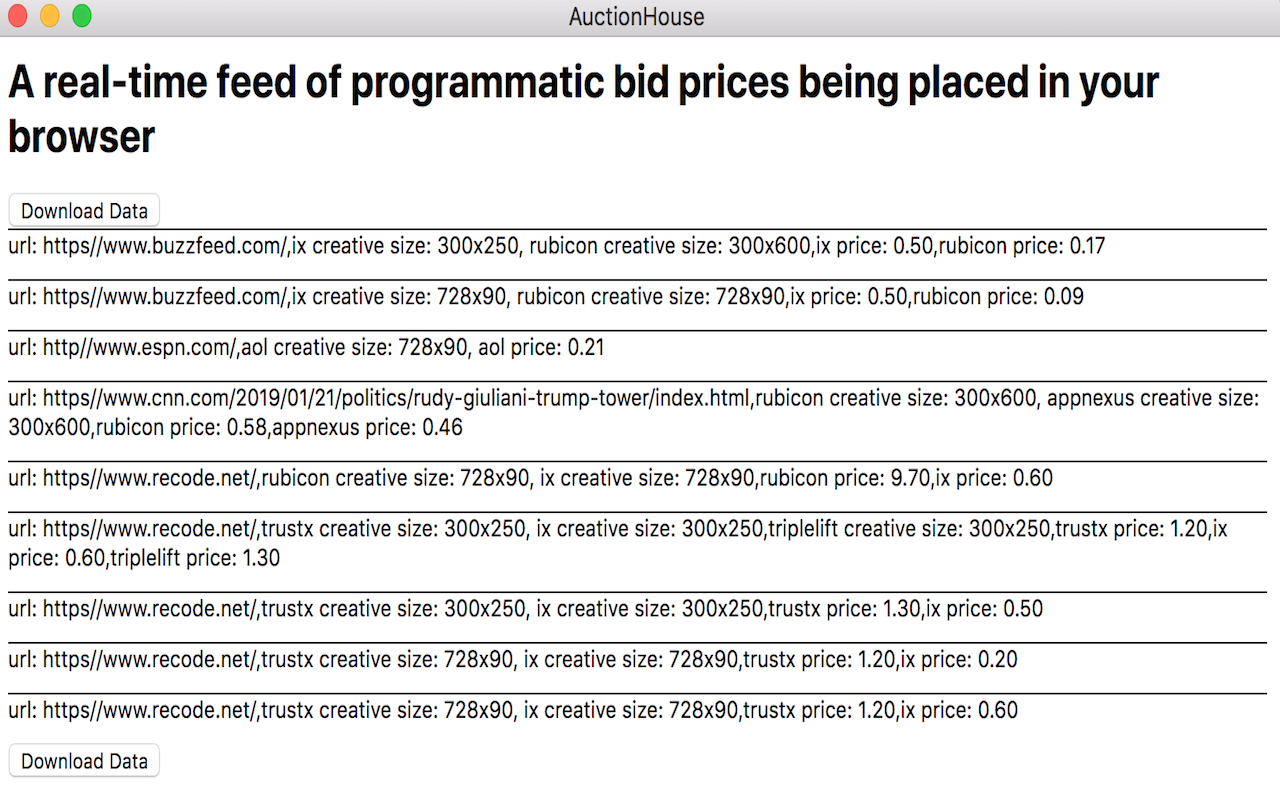 AuctionHouse
A real-time feed of programmatic bid prices being placed in your
browser
Download Data
url: https//www.buzzfeed.com/,ix creative size: 300x250, rubicon creative size: 300x600,ix price: 0.50,rubicon price: 0.17
url: https//www.buzzfeed.com/,ix creative size: 728x90, rubicon creative size: 728x90,ix price: 0.50,rubicon price: 0.09
url: http//www.espn.com/,aol creative size: 728x90, aol price: 0.21
url: https//www.cnn.com/2019/01/21/politics/rudy-giuliani-trump-tower/index.html,rubicon creative size: 300x600, appnexus creative size:
300x600,rubicon price: 0.58,appnexus price: 0.46
url: https//www.recode.net/,rubicon creative size: 728x90, ix creative size: 728x90,rubicon price: 9.70,ix price: 0.60
url: https//www.recode.net/,trustx creative size: 300x250, ix creative size: 300x250,triplelift creative size: 300x250,trustx price: 1.20,ix
price: 0.60,triplelift price: 1.30
url: https//www.recode.net/,trustx creative size: 300x250, ix creative size: 300x250,trustx price: 1.30,ix price: 0.50
url: https//www.recode.net/,trustx creative size: 728x90, ix creative size: 728x90,trustx price: 1.20,ix price: 0.20
url: https//www.recode.net/,trustx creative size: 728x90, ix creative size: 728x90,trustx price: 1.20,ix price: 0.60
Download Data